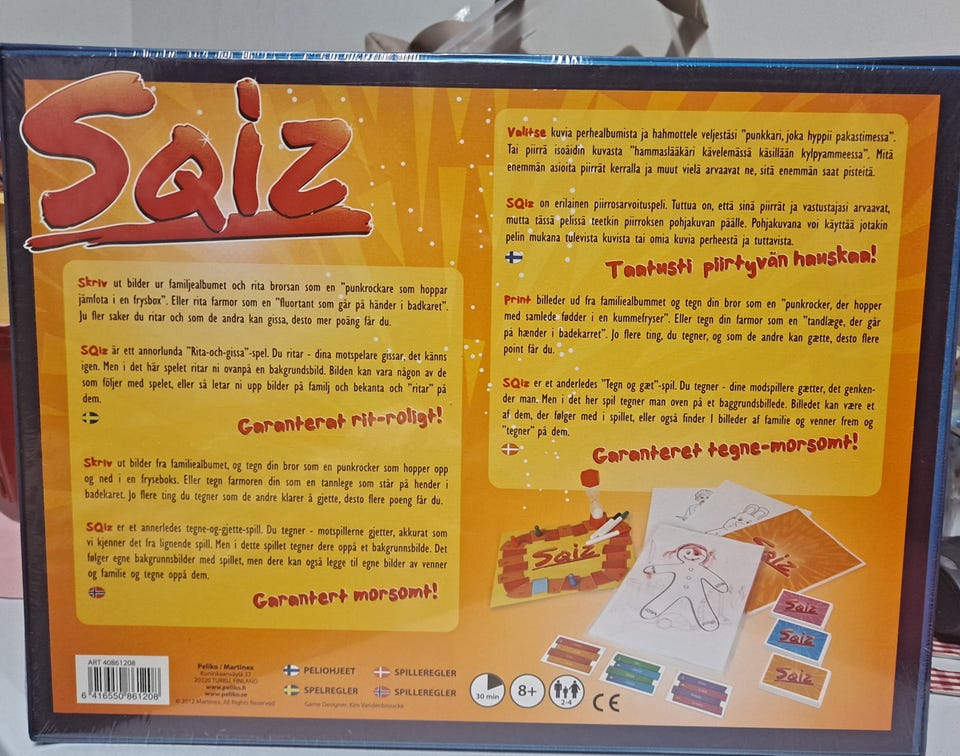 Sqiz
Skriv ut bilder ur familjealbumet och rita brorsan som en "punkrockare som hoppar
jämfota i en frysbox". Eller rita farmor som en "fluortant som går på händer i badkaret".
Ju fler saker du ritar och som de andra kan gissa, desto mer poäng får du.
SQiz är ett annorlunda "Rita-och-gissa"-spel. Du ritar - dina motspelare gissar, det känns
igen. Men i det här spelet ritar ni ovanpå en bakgrundsbild. Bilden kan vara någon av de
som följer med spelet, eller så letar ni upp bilder på familj och bekanta och "ritar" på
dem.
Garanterat rit-roligt!
Skriv ut bilder fra familiealbumet, og tegn din bror som en punkrocker som hopper opp
og ned i en fryseboks. Eller tegn farmoren din som en tannlege som står på hender i
badekaret. Jo flere ting du tegner som de andre klarer å gjette, desto flere poeng får du.
SQiz er et annerledes tegne-og-gjette-spill. Du tegner - motspillerne gjetter, akkurat som
vi kjenner det fra lignende spill. Men i dette spillet tegner dere oppå et bakgrunnsbilde. Det
følger egne bakgrunnsbilder med spillet, men dere kan også legge til egne bilder av venner
og familie og tegne oppå dem.
Garantert morsomt!
Valitse kuvia perhealbumista ja hahmottele veljestäsi "punkkari, joka hyppii pakastimessa".
Tai piirrä isoäidin kuvasta "hammaslääkäri kävelemässä käsillään kylpyammeessa". Mitä
enemmän asioita piirrät kerralla ja muut vielä arvaavat ne, sitä enemmän saat pisteitä.
SQiz on erilainen piirrosarvoituspeli. Tuttua on, että sinä piirrät ja vastustajasi arvaavat,
mutta tässä pelissä teetkin piirroksen pohjakuvan päälle. Pohjakuvana voi käyttää jotakin
pelin mukana tulevista kuvista tai omia kuvia perheestä ja tuttavista.
Taatusti piirtyvän hauskaa!
Print billeder ud fra familiealbummet og tegn din bror som en "punkrocker, der hopper
med samlede fødder i en kummefryser". Eller tegn din farmor som en "tandlæge, der går
på hænder i badekarret". Jo flere ting, du tegner, og som de andre kan gætte, desto flere
point får du.
SQiz er et anderledes "Tegn og gæt"-spil. Du tegner - dine modspillere gætter, det genken-
der man. Men i det her spil tegner man oven på en baggrundsbillede. Billedet kan være et
af dem, der følger med i spillet, eller også finder I billeder af familie og venner frem og
"tegner" på dem.
Garanteret tegne-morsomt!
Sqiz
Sqiz
Sqiz
Sqiz
Sqiz
ART 40861208
6 416550 861208
Peliko / Martinex
Kuninkaanväylä 37
20320 TURKU, FINLAND
www.peliko.fi
www.peliko.se
© 2012 Martinex. All Rights Reserved
PELIOHJEET
SPILLEREGLER
SPELREGLER
SPILLEREGLER
Game Designer: Kim Vandenbroucke
30 min
8+
2-4
CE